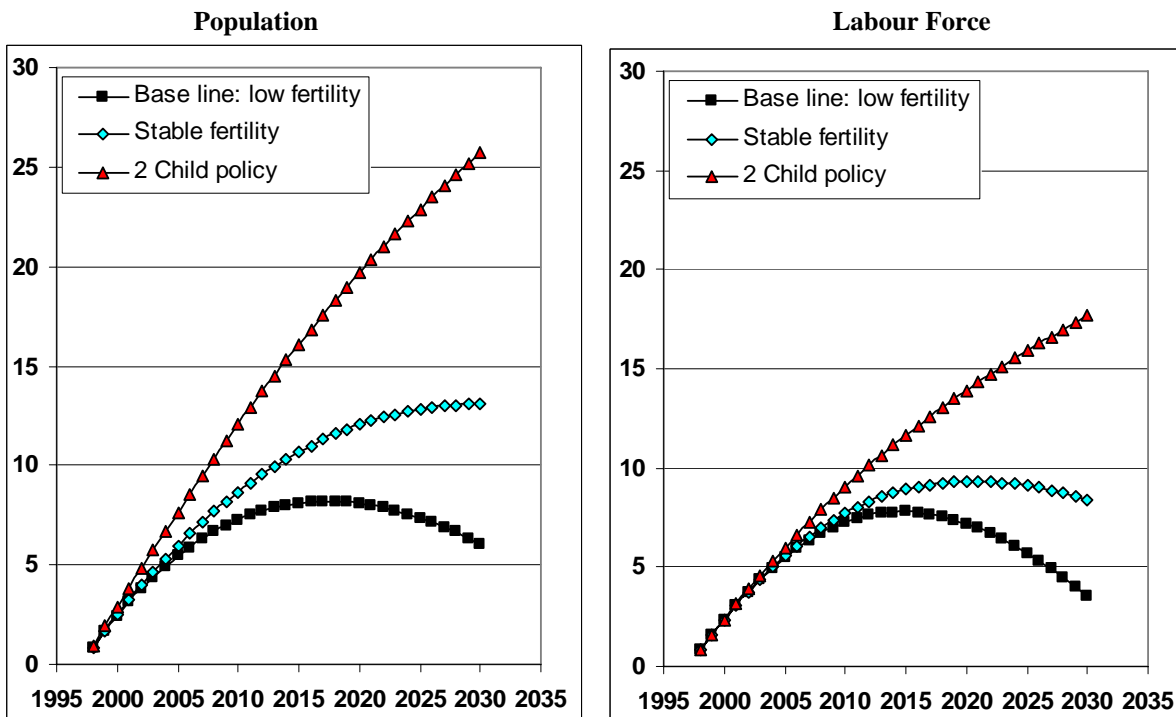 Population
30
25
20
15
10
5
0
Base line: low fertility
Stable fertility
2 Child policy
1995 2000 2005 2010 2015 2020 2025 2030 2035
Labour Force
30
25
20
15
10
5
0
Base line: low fertility
Stable fertility
2 Child policy
1995 2000 2005 2010 2015 2020 2025 2030 2035